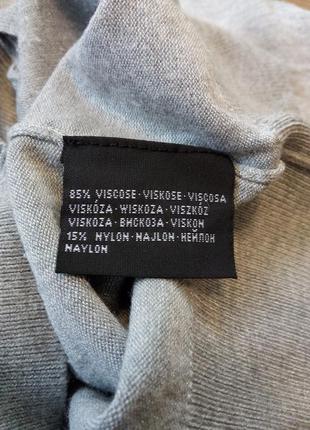 85% VISCOSE·VISKOSE·VISCOSA
VISKÓZA·WISKOZA·VISZKÓZ
VISKOZA·ВИСКОЗА·VISKON
15% NYLON·NAJLON·НЕЙЛОН
NAYLON